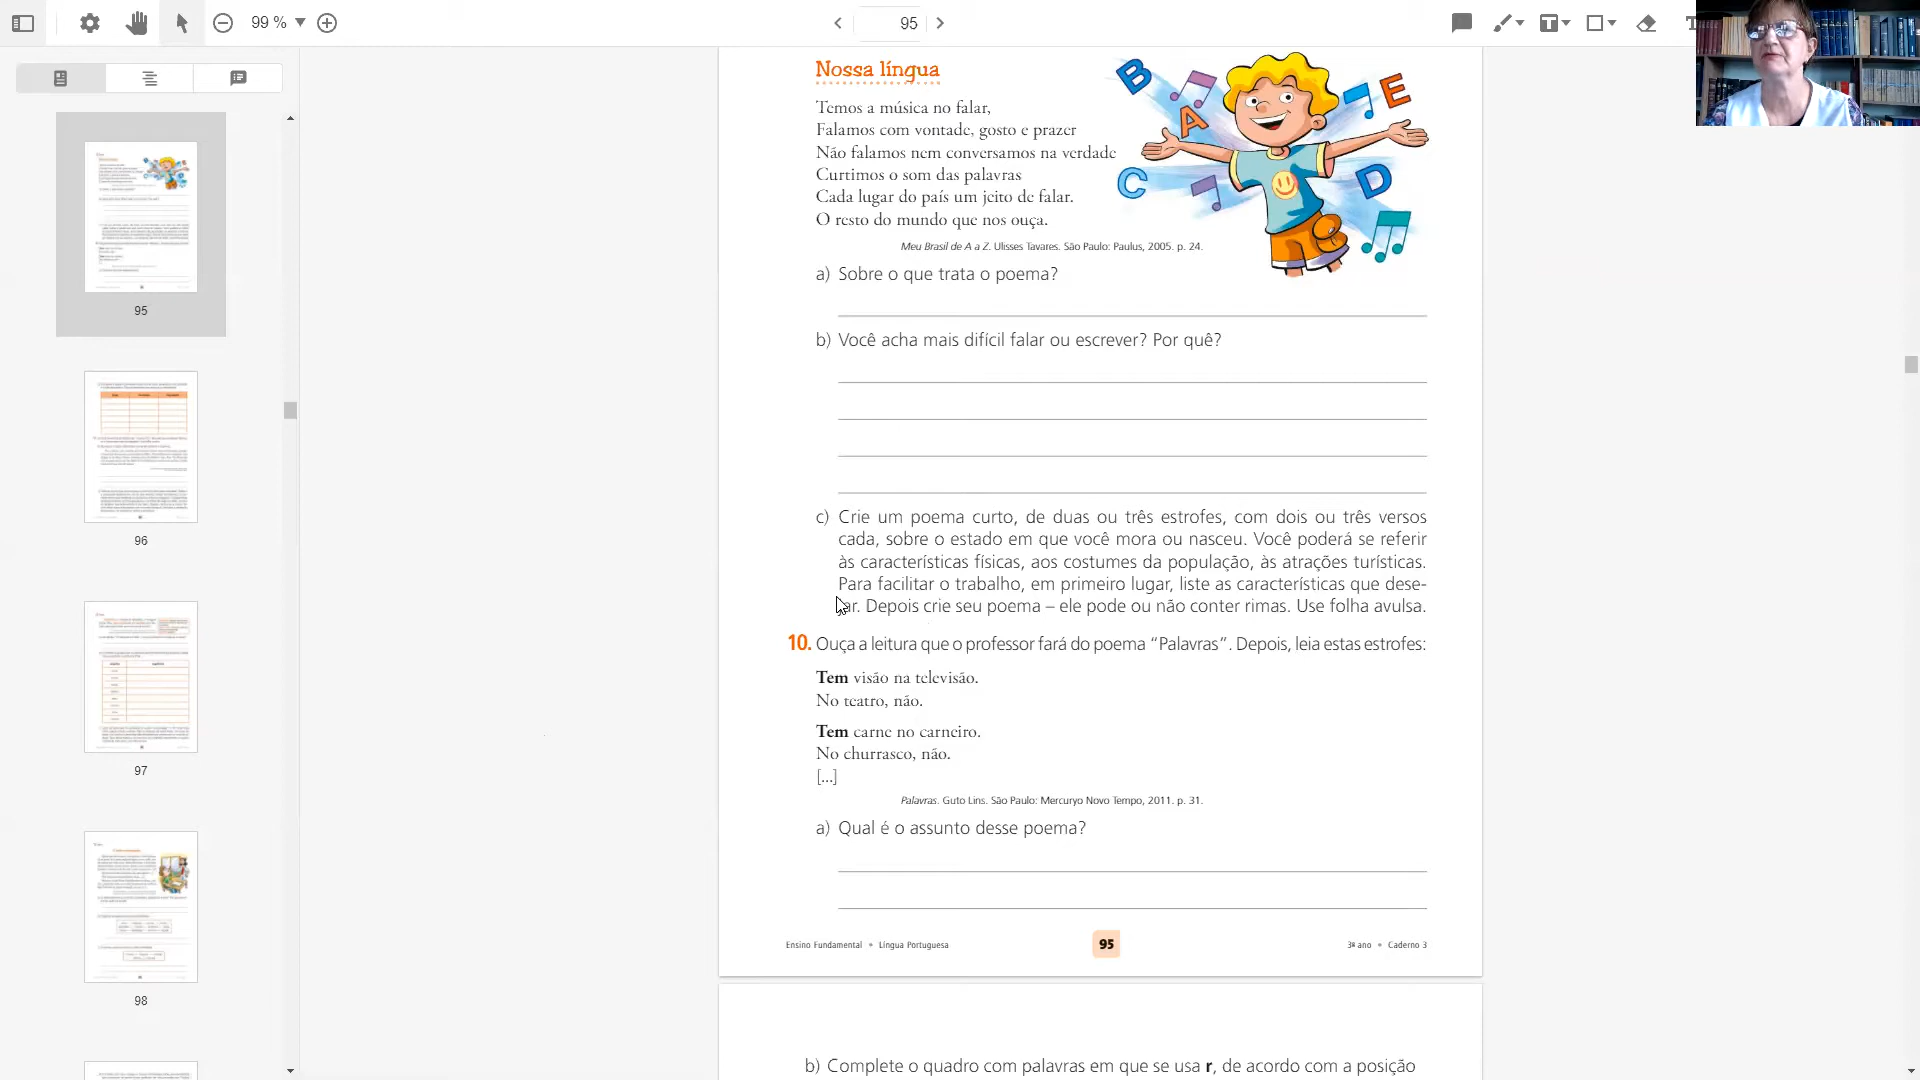 99 %
95
Nossa língua
Temos a música no falar,
Falamos com vontade, gosto e prazer
Não falamos nem conversamos na verdade
Curtimos o som das palavras
Cada lugar do país um jeito de falar.
O resto do mundo que nos ouça.
B
A
E
C
D
Meu Brasil de A a Z. Ulisses Tavares. São Paulo: Paulus, 2005. p. 24.
a) Sobre o que trata o poema?
b) Você acha mais difícil falar ou escrever? Por quê?
c) Crie um poema curto, de duas ou três estrofes, com dois ou três versos
cada, sobre o estado em que você mora ou nasceu. Você poderá se referir
às características físicas, aos costumes da população, às atrações turísticas.
Para facilitar o trabalho, em primeiro lugar, liste as características que dese-
ar. Depois crie seu poema – ele pode ou não conter rimas. Use folha avulsa.
10. Ouça a leitura que o professor fará do poema “Palavras”. Depois, leia estas estrofes:
Tem visão na televisão.
No teatro, não.
Tem carne no carneiro.
No churrasco, não.
[...]
Palavras. Guto Lins. São Paulo: Mercuryo Novo Tempo, 2011. p. 31.
a) Qual é o assunto desse poema?
Ensino Fundamental • Língua Portuguesa
95
3º ano • Caderno 3
b) Complete o quadro com palavras em que se usa r, de acordo com a posição
95
96
97
98